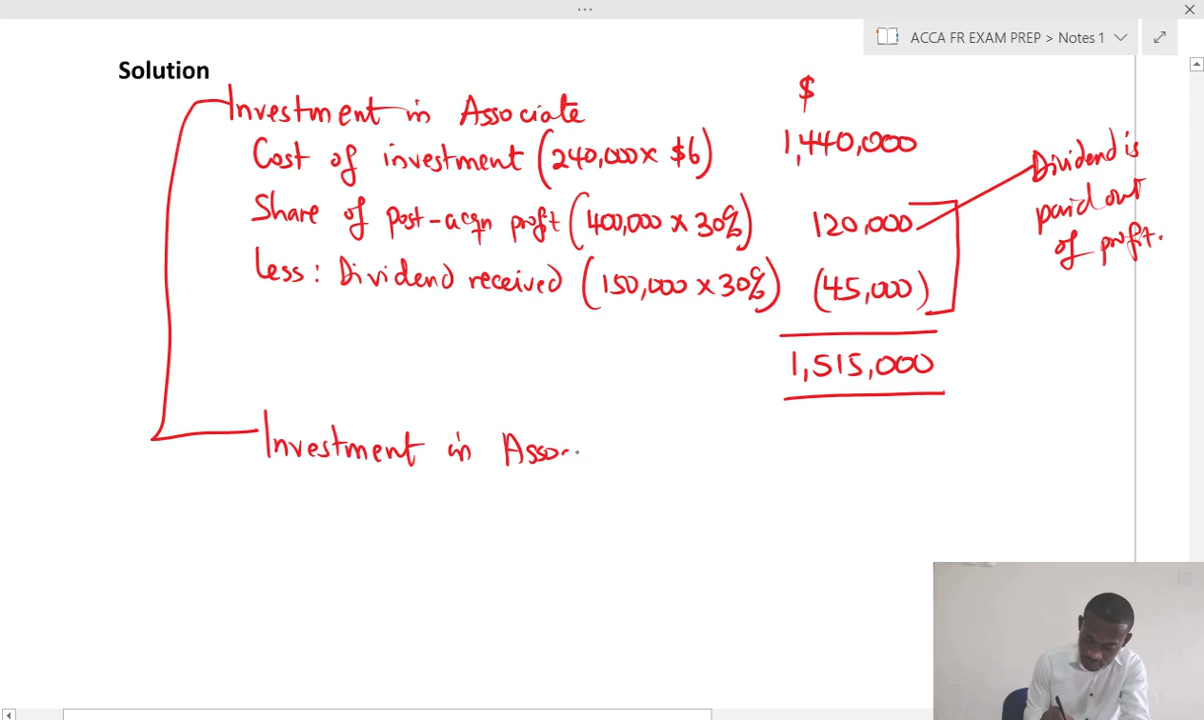 ACCA FR EXAM PREP > Notes 1
Solution
$
Investment in Associate
Cost of investment (240,000 x $6) 1,440,000
Share of post-acqn profit (400,000 x 30%) 120,000
Less: Dividend received (150,000 x 30%) (45,000)
1,515,000
Dividend is
paid out
of profit.
Investment in Assoc